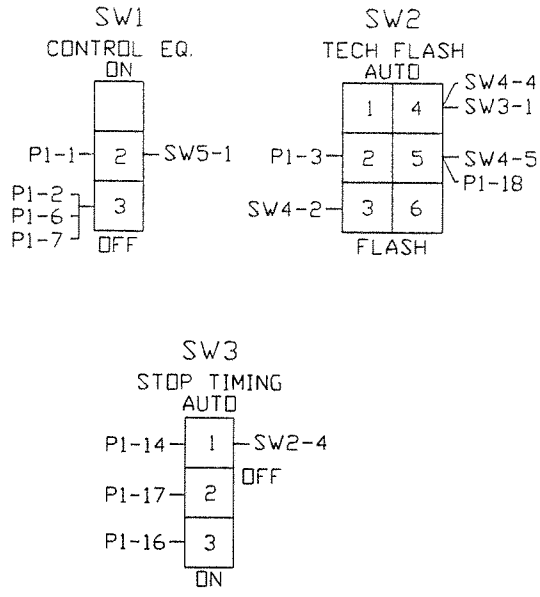 SW1
CONTROL EQ.
ON
P1-1 2 SW5-1
P1-2
P1-6 3
P1-7
OFF
SW2
TECH FLASH
AUTO
SW4-4
1 4 SW3-1
P1-3 2 5 SW4-5
P1-18
SW4-2 3 6
FLASH
SW3
STOP TIMING
AUTO
P1-14 1 SW2-4
OFF
P1-17 2
P1-16 3
ON